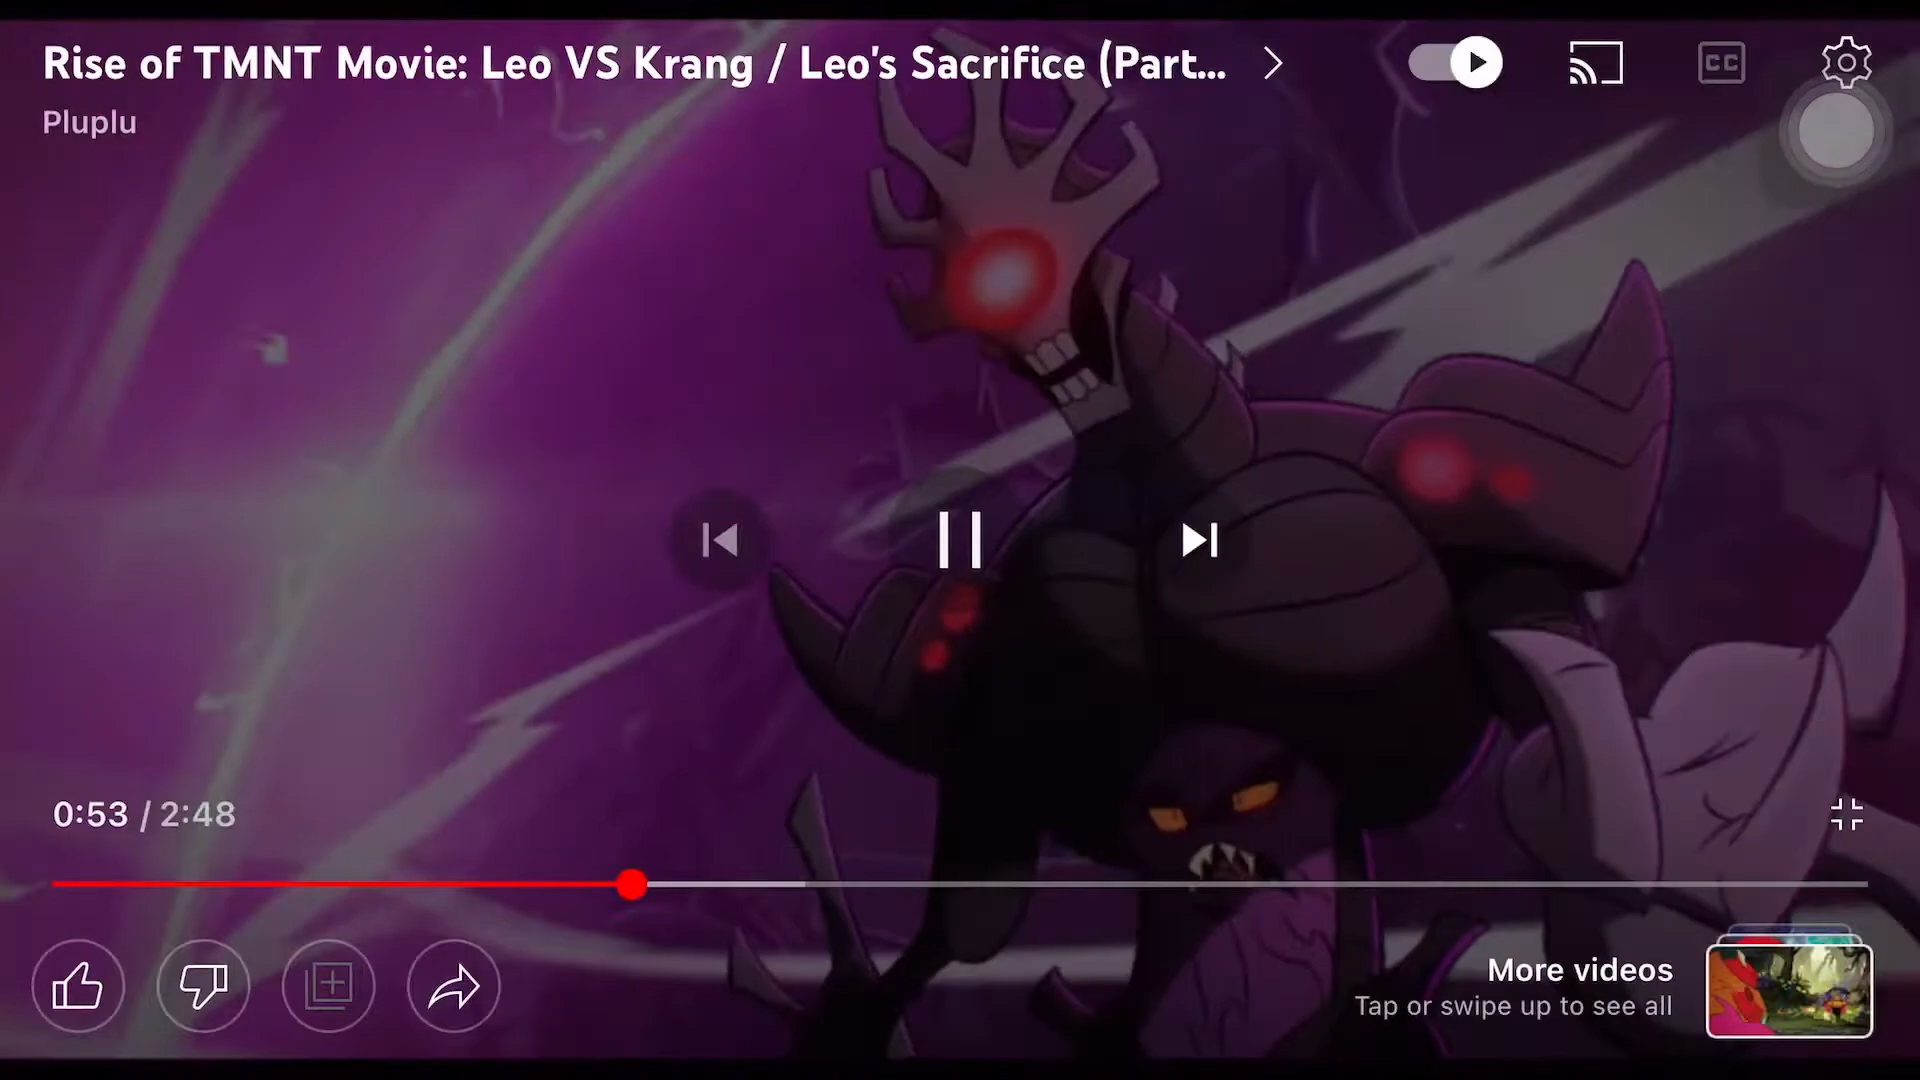 Rise of TMNT Movie: Leo VS Krang / Leo's Sacrifice (Part...
Pluplu
CC
0:53 / 2:48
More videos
Tap or swipe up to see all